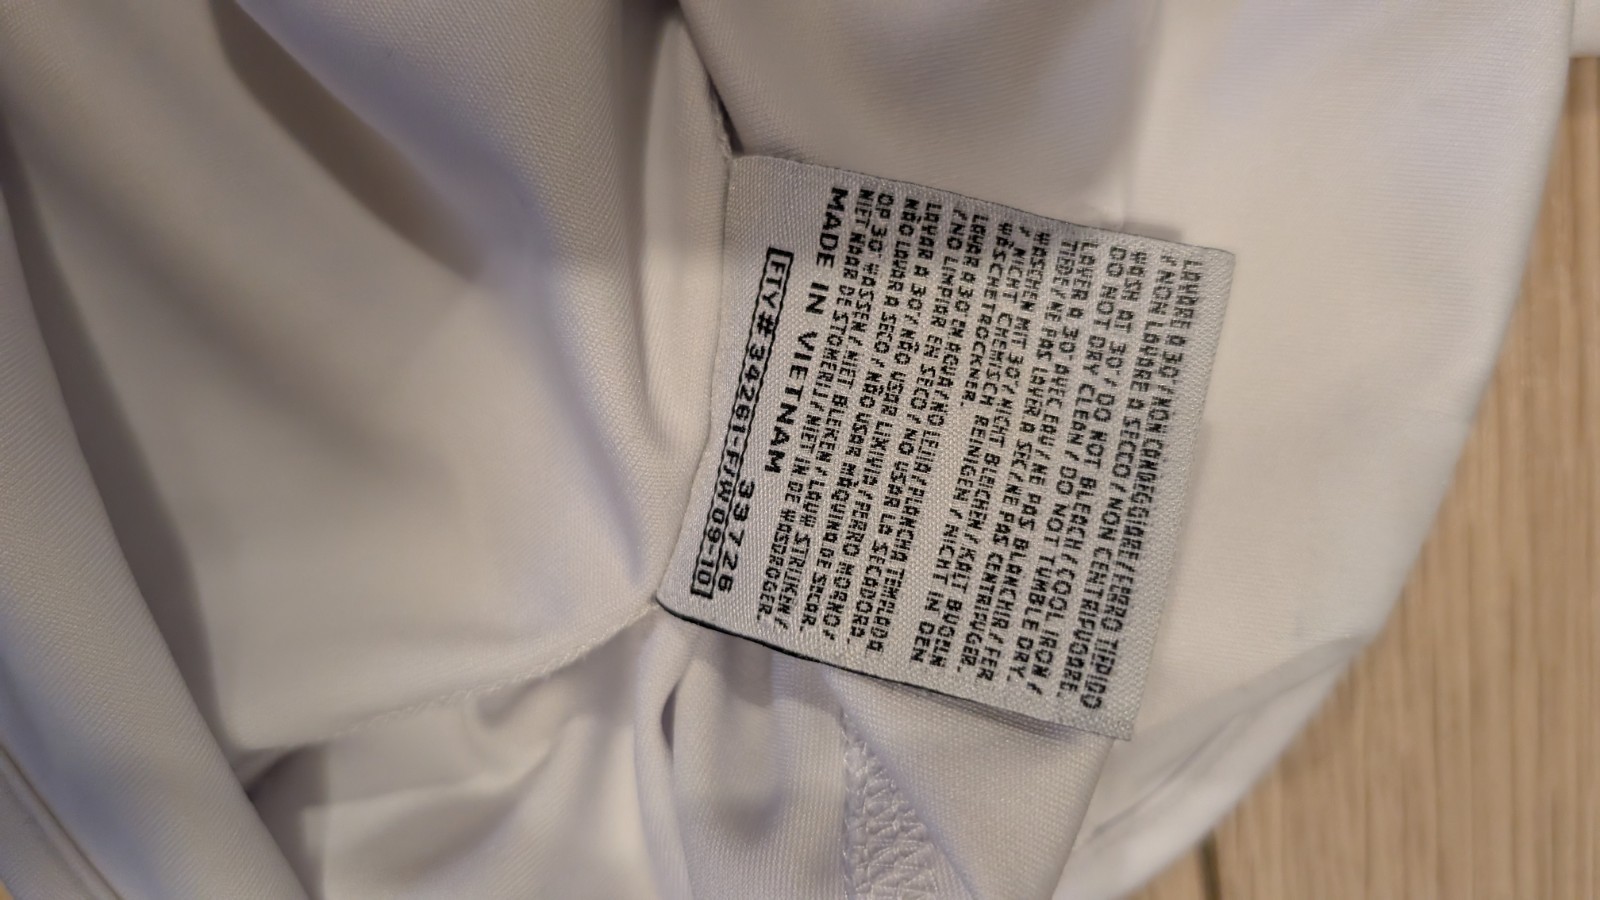 LAVARE A 30°/NON CANDEGGIARE/FERRO TIEPIDO
/NON LAVARE A SECCO/NON CENTRIFUGARE.
WASH AT 30°/DO NOT BLEACH/COOL IRON/
DO NOT DRY CLEAN/DO NOT TUMBLE DRY.
LAVER A 30° AVEC EAU/NE PAS BLANCHIR/FER
TIEDE/NE PAS LAVER A SEC/NE PAS CENTRIFUGER.
WASCHEN MIT 30°/NICHT BLEICHEN/KALT BUGELN
/NICHT CHEMISCH REINIGEN/NICHT IN DEN
WÄSCHETROCKNER.
LAVAR A 30 EN AGUA/NO LEJIA/PLANCHA TEMPLADA
/NO LIMPIAR EN SECO/NO USAR LA SECADORA.
LAVAR A 30°/NÃO USAR LIXIVIA/FERRO MORNO/
NÃO LAVAR A SECO/NÃO USAR MÁQUINA DE SECAR.
OP 30° WASSEN/NIET BLEKEN/LAUW STRIJKEN/
NIET NAAR DE STOMERIJ/NIET IN DE WASDROGER.
MADE IN VIETNAM 33726
FTY#34261-F/W09-10